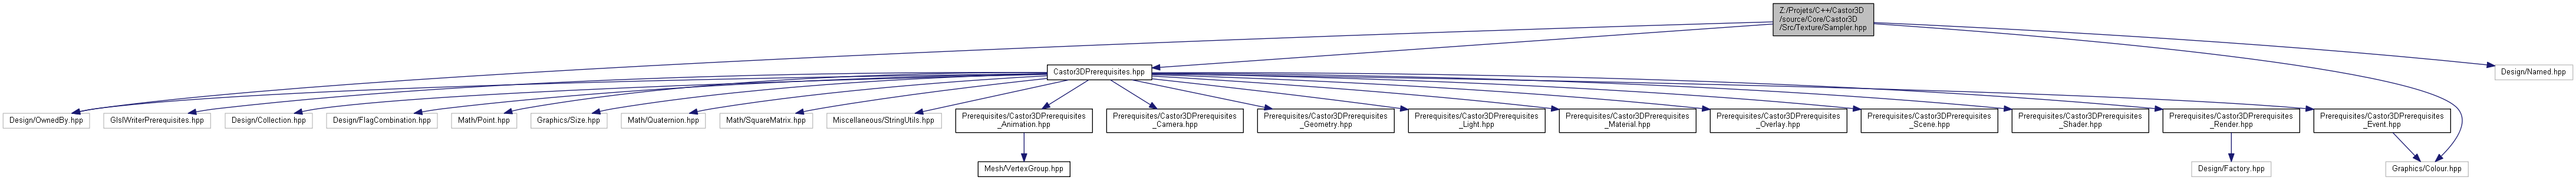 Z:/Projets/C++/Castor3D
/source/Core/Castor3D
/Src/Texture/Sampler.hpp
Castor3DPrerequisites.hpp
Design/Named.hpp
Design/OwnedBy.hpp
GlslWriterPrerequisites.hpp
Design/Collection.hpp
Design/FlagCombination.hpp
Math/Point.hpp
Graphics/Size.hpp
Math/Quaternion.hpp
Math/SquareMatrix.hpp
Miscellaneous/StringUtils.hpp
Prerequisites/Castor3DPrerequisites
_Animation.hpp
Prerequisites/Castor3DPrerequisites
_Camera.hpp
Prerequisites/Castor3DPrerequisites
_Geometry.hpp
Prerequisites/Castor3DPrerequisites
_Light.hpp
Prerequisites/Castor3DPrerequisites
_Material.hpp
Prerequisites/Castor3DPrerequisites
_Overlay.hpp
Prerequisites/Castor3DPrerequisites
_Scene.hpp
Prerequisites/Castor3DPrerequisites
_Shader.hpp
Prerequisites/Castor3DPrerequisites
_Render.hpp
Prerequisites/Castor3DPrerequisites
_Event.hpp
Mesh/VertexGroup.hpp
Design/Factory.hpp
Graphics/Colour.hpp